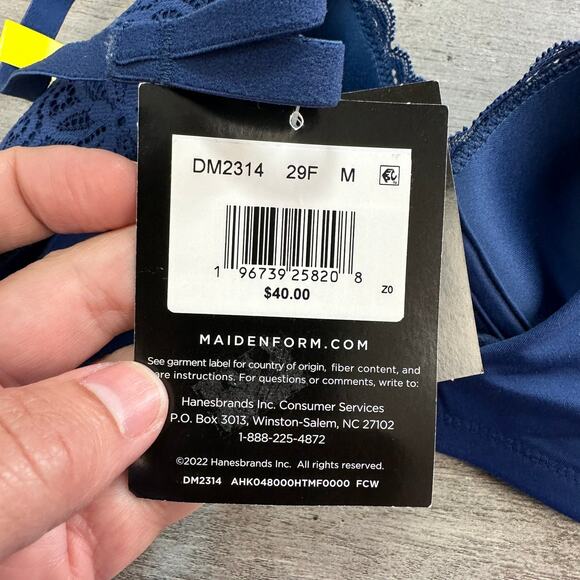 DM2314 29F M
1 96739 25820 8
$40.00
Z0
MAIDENFORM.COM
See garment label for country of origin, fiber content, and
are instructions. For questions or comments, write to:
Hanesbrands Inc. Consumer Services
P.O. Box 3013, Winston-Salem, NC 27102
1-888-225-4872
©2022 Hanesbrands Inc. All rights reserved.
DM2314 AHK048000HTMF0000 FCW